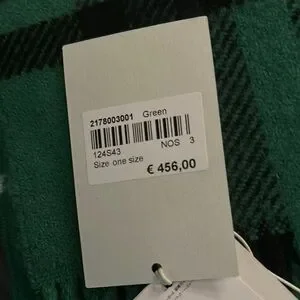 2178003001 Green
124S43 NOS 3
Size one size
€ 456,00